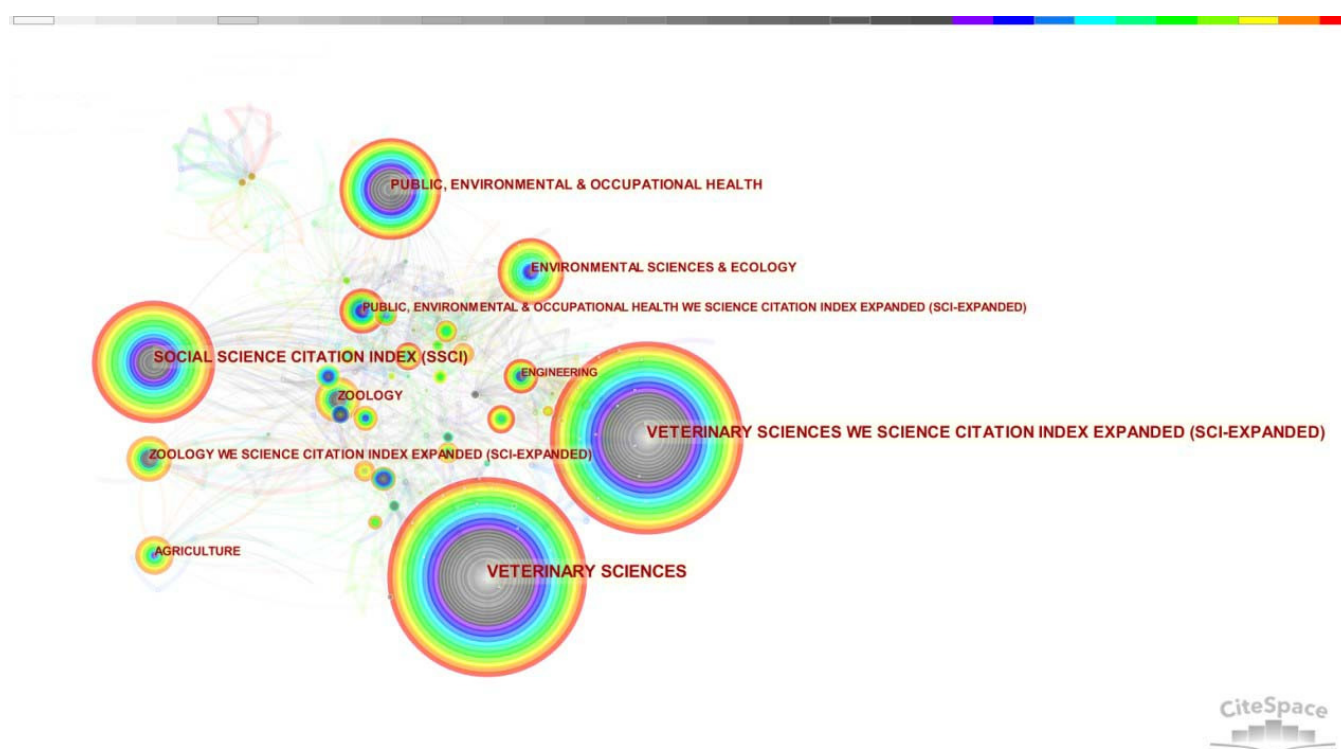 PUBLIC, ENVIRONMENTAL & OCCUPATIONAL HEALTH
ENVIRONMENTAL SCIENCES & ECOLOGY
PUBLIC, ENVIRONMENTAL & OCCUPATIONAL HEALTH WE SCIENCE CITATION INDEX EXPANDED (SCI-EXPANDED)
SOCIAL SCIENCE CITATION INDEX (SSCI)
ENGINEERING
ZOOLOGY
VETERINARY SCIENCES WE SCIENCE CITATION INDEX EXPANDED (SCI-EXPANDED)
ZOOLOGY WE SCIENCE CITATION INDEX EXPANDED (SCI-EXPANDED)
AGRICULTURE
VETERINARY SCIENCES
CiteSpace